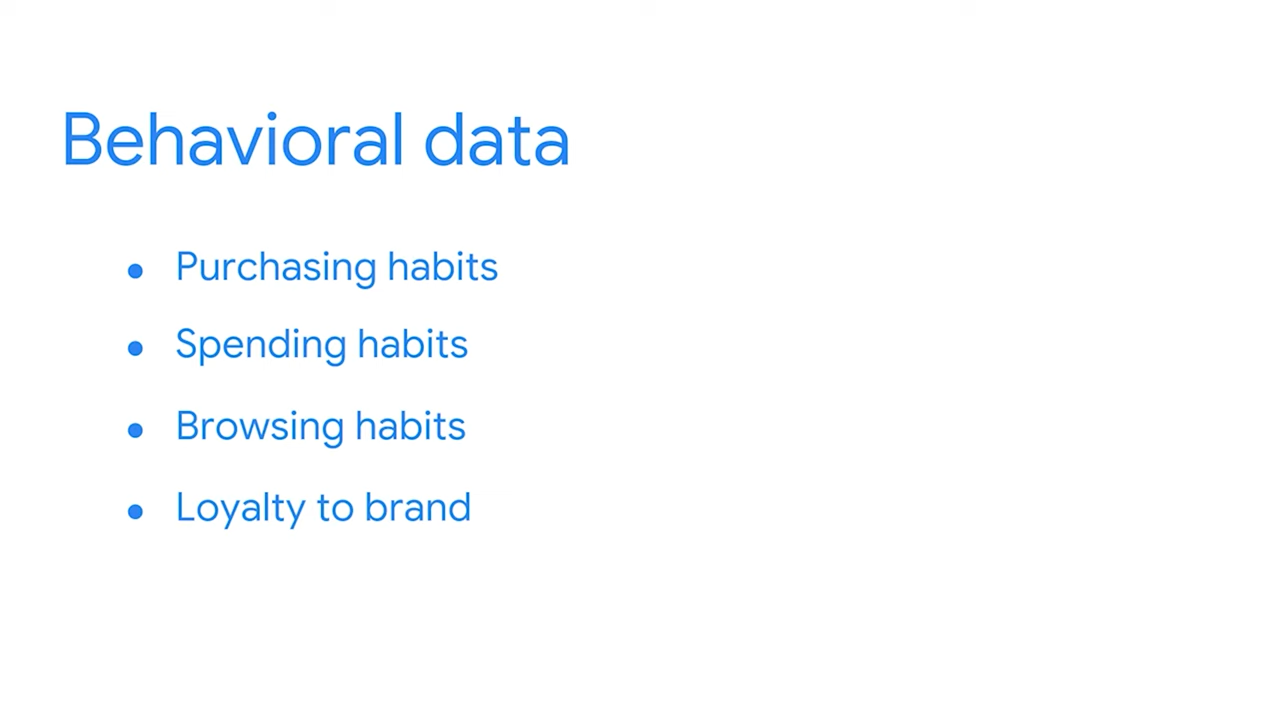 Behavioral data
• Purchasing habits
• Spending habits
• Browsing habits
• Loyalty to brand